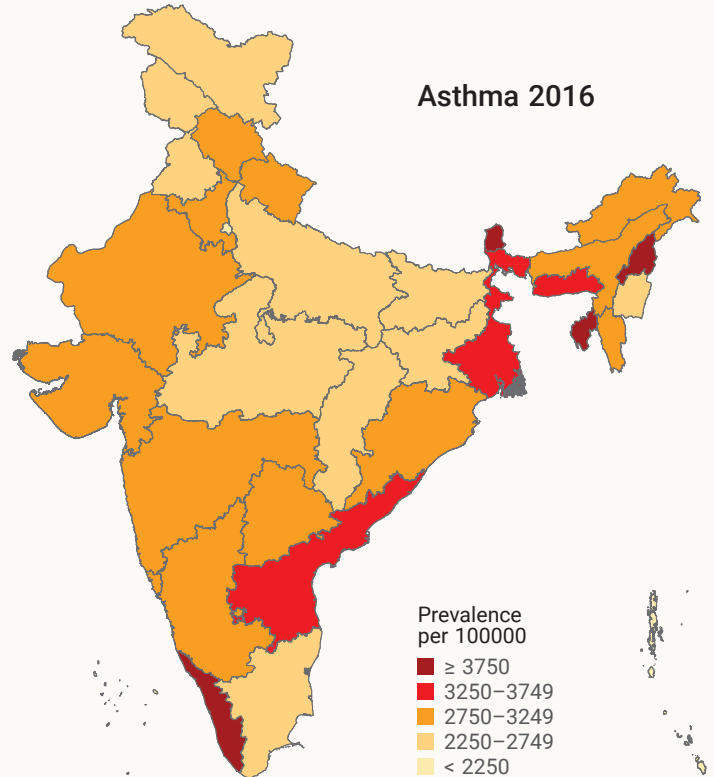 Asthma 2016
Prevalence
per 100000
≥ 3750
3250–3749
2750–3249
2250–2749
< 2250